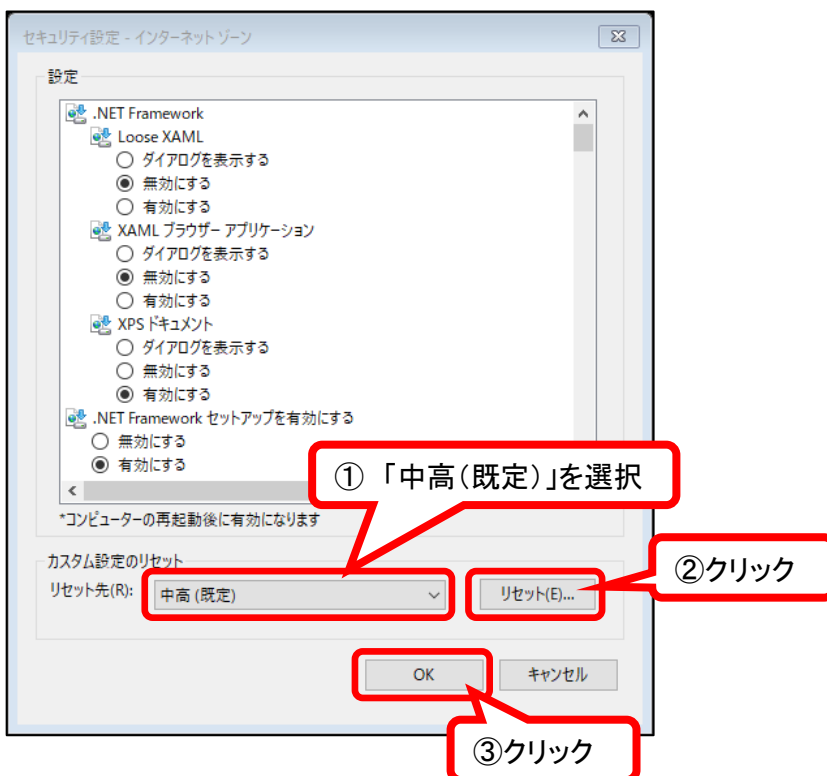 セキュリティ設定 - インターネット ゾーン
設定
.NET Framework
Loose XAML
ダイアログを表示する
無効にする
有効にする
XAML ブラウザー アプリケーション
ダイアログを表示する
無効にする
有効にする
XPS ドキュメント
ダイアログを表示する
無効にする
有効にする
.NET Framework セットアップを有効にする
無効にする
有効にする
① 「中高(既定)」を選択
*コンピューターの再起動後に有効になります
カスタム設定のリセット
②クリック
リセット先(R): 中高 (既定) リセット(E)...
OK キャンセル
③クリック